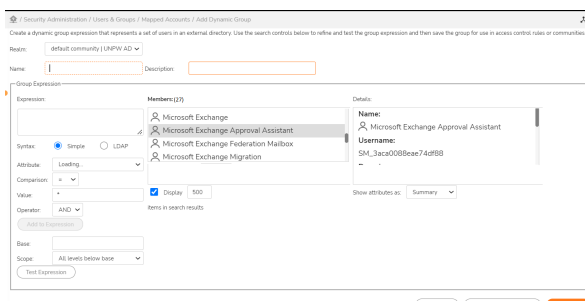 / Security Administration / Users & Groups / Mapped Accounts / Add Dynamic Group
Create a dynamic group expression that represents a set of users in an external directory. Use the search controls below to refine and test the group expression and then save the group for use in access control rules or communities.
Realm: default community | UNPW AD
Name: Description:
Group Expression
Expression: Members: (27) Details:
Microsoft Exchange
Microsoft Exchange Approval Assistant
Microsoft Exchange Federation Mailbox
Microsoft Exchange Migration
Name:
Microsoft Exchange Approval Assistant
Username:
SM_3aca0088eae74df88
Syntax: Simple LDAP
Attribute: Loading...
Comparison: =
Value: *
Operator: AND
Add to Expression
Display 500
items in search results
Show attributes as: Summary
Base:
Scope: All levels below base
Test Expression